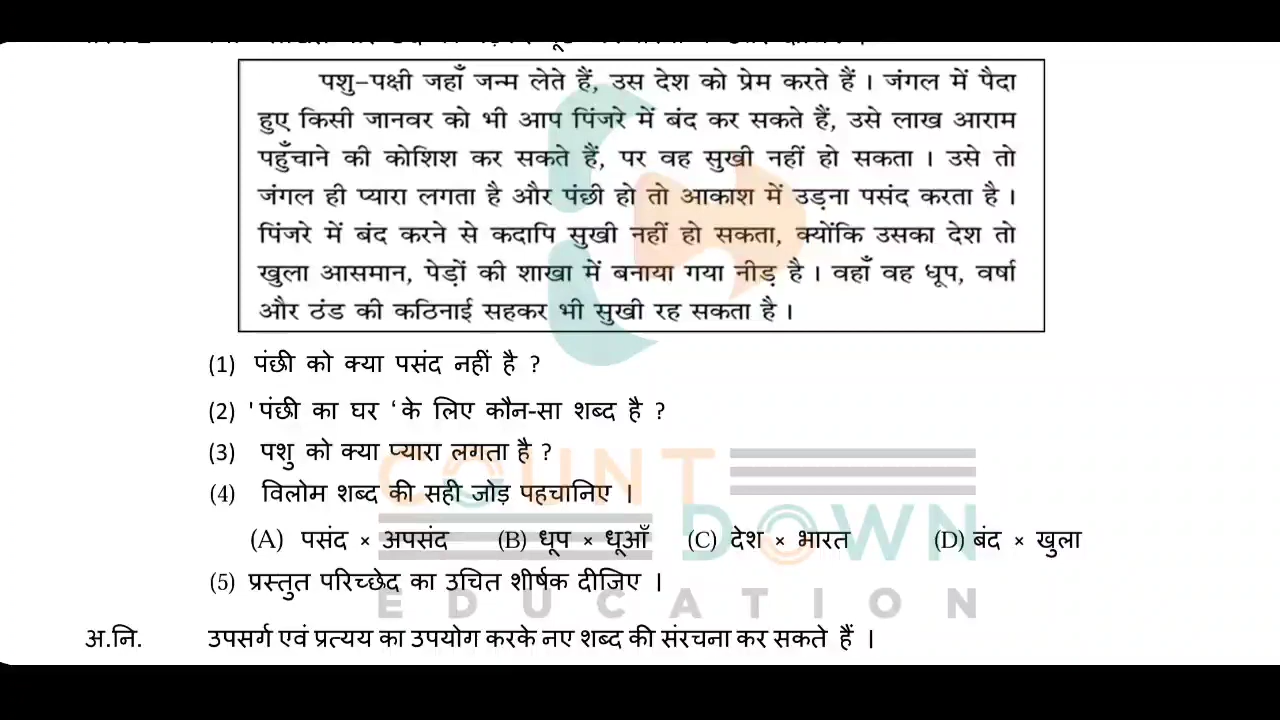 पशु-पक्षी जहाँ जन्म लेते हैं, उस देश को प्रेम करते हैं । जंगल में पैदा
हुए किसी जानवर को भी आप पिंजरे में बंद कर सकते हैं, उसे लाख आराम
पहुँचाने की कोशिश कर सकते हैं, पर वह सुखी नहीं हो सकता । उसे तो
जंगल ही प्यारा लगता है और पंछी हो तो आकाश में उड़ना पसंद करता है ।
पिंजरे में बंद करने से कदापि सुखी नहीं हो सकता, क्योंकि उसका देश तो
खुला आसमान, पेड़ों की शाखा में बनाया गया नीड़ है । वहाँ वह धूप, वर्षा
और ठंड की कठिनाई सहकर भी सुखी रह सकता है ।
(1) पंछी को क्या पसंद नहीं है ?
(2) ' पंछी का घर ' के लिए कौन-सा शब्द है ?
(3) पशु को क्या प्यारा लगता है ?
(4) विलोम शब्द की सही जोड़ पहचानिए ।
(A) पसंद × अपसंद (B) धूप × धूआँ (C) देश × भारत (D) बंद × खुला
(5) प्रस्तुत परिच्छेद का उचित शीर्षक दीजिए ।
अ.नि. उपसर्ग एवं प्रत्यय का उपयोग करके नए शब्द की संरचना कर सकते हैं ।
COUNT
DOWN
EDUCATION